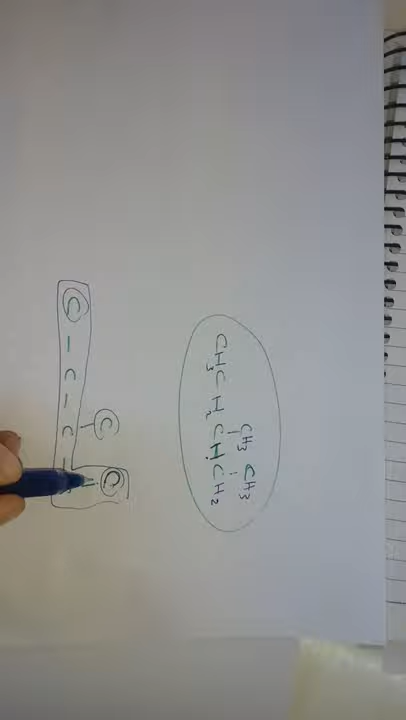 CH₃ CH₃
CH₃CH₂CHCH₂
C C
C - C - C -